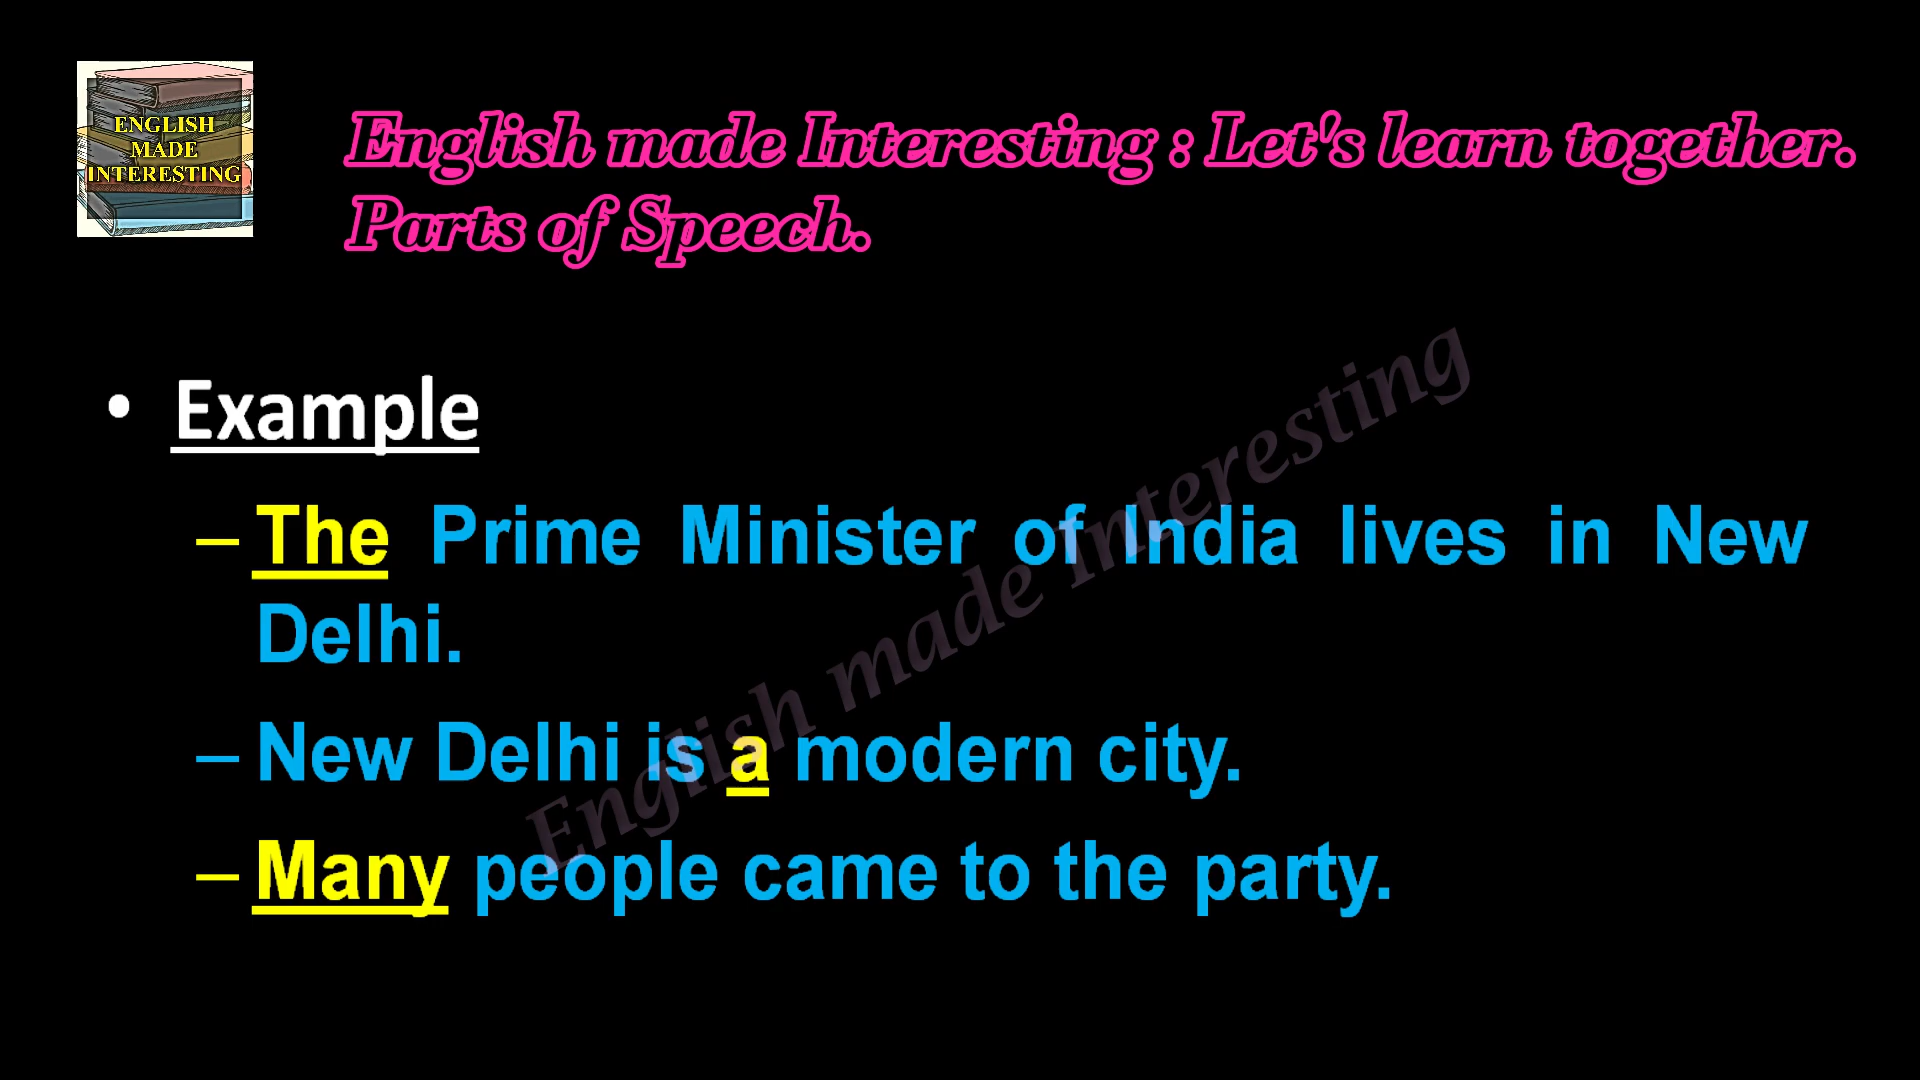 ENGLISH
MADE
INTERESTING
English made Interesting : Let's learn together.
Parts of Speech.
• Example
– The Prime Minister of India lives in New
Delhi.
– New Delhi is a modern city.
– Many people came to the party.
English made Interesting